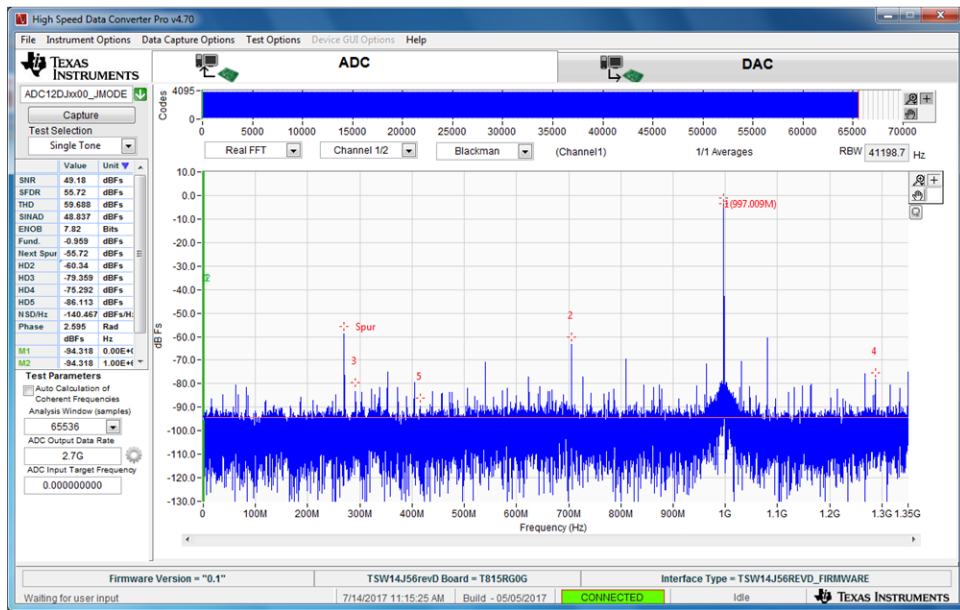 High Speed Data Converter Pro v4.70
File Instrument Options Data Capture Options Test Options Device GUI Options Help
TEXAS INSTRUMENTS
ADC
DAC
ADC12DJxx00_JMODE
Capture
Test Selection
Single Tone
Value Unit
SNR 49.18 dBFs
SFDR 55.72 dBFs
THD 59.688 dBFs
SINAD 48.837 dBFs
ENOB 7.82 Bits
Fund. -0.959 dBFs
Next Spur -55.72 dBFs
HD2 -60.34 dBFs
HD3 -79.359 dBFs
HD4 -75.292 dBFs
HD5 -86.113 dBFs
NSD/Hz -140.467 dBFs/H
Phase 2.595 Rad
dBFs Hz
M1 -94.318 0.00E+
M2 -94.318 1.00E+
Test Parameters
Auto Calculation of
Coherent Frequencies
Analysis Window (samples)
65536
ADC Output Data
Rate
2.7G
ADC Input Target Frequency
0.000000000
Codes
4095
0
0 5000 10000 15000 20000 25000 30000 35000 40000 45000 50000 55000 60000 65000 70000
Real FFT Channel 1/2 Blackman (Channel1) 1/1 Averages RBW 41198.7 Hz
dBFs
10.0
0.0
-10.0
-20.0
-30.0
-40.0
-50.0
-60.0
-70.0
-80.0
-90.0
-100.0
-110.0
-120.0
-130.0
1(997.009M)
2
Spur
2
3
4
5
0 100M 200M 300M 400M 500M 600M 700M 800M 900M 1G 1.1G 1.2G 1.3G 1.35G
Frequency (Hz)
Firmware Version = "0.1" TSW14J56revD Board = T815RG0G Interface Type = TSW14J56REVD_FIRMWARE
Waiting for user input 7/14/2017 11:15:25 AM Build - 05/05/2017 CONNECTED Idle TEXAS INSTRUMENTS